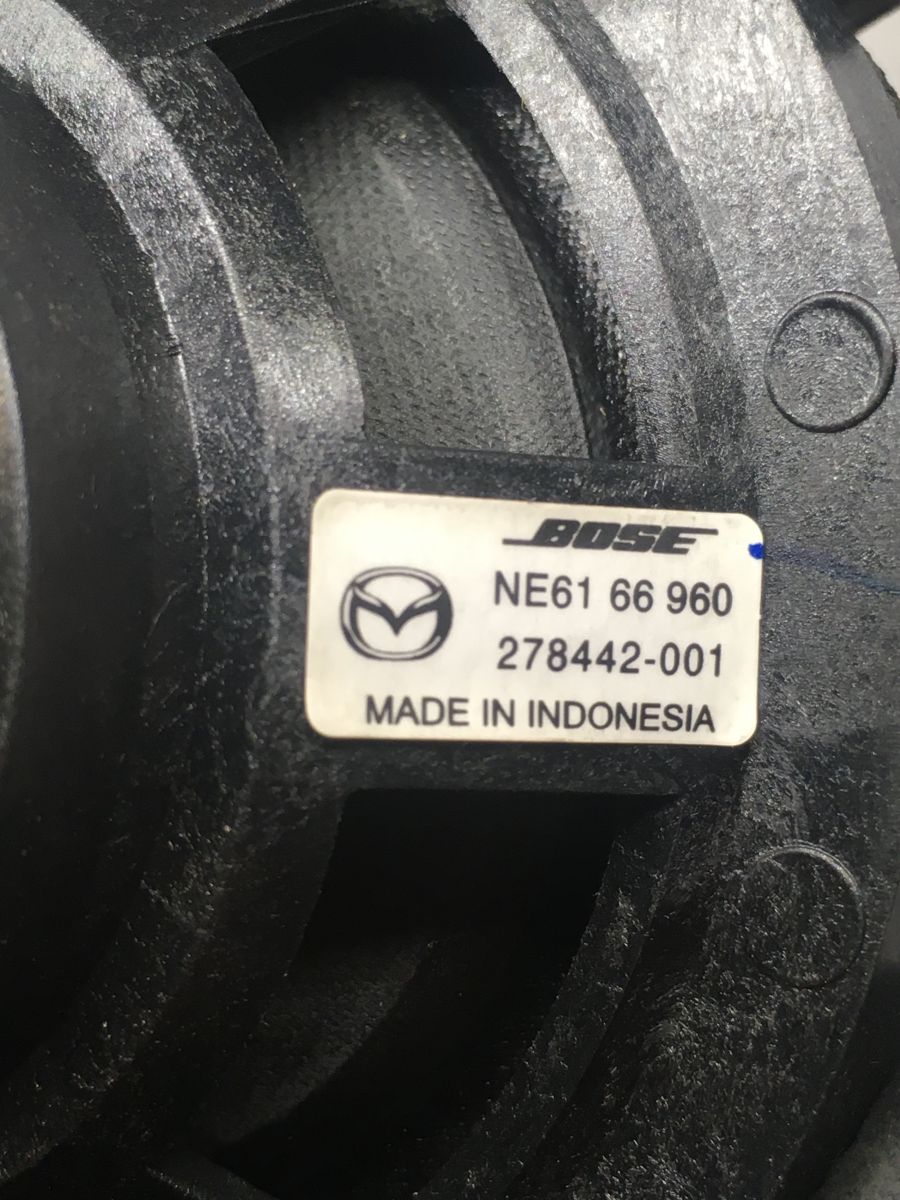 BOSE
NE61 66 960
278442-001
MADE IN INDONESIA